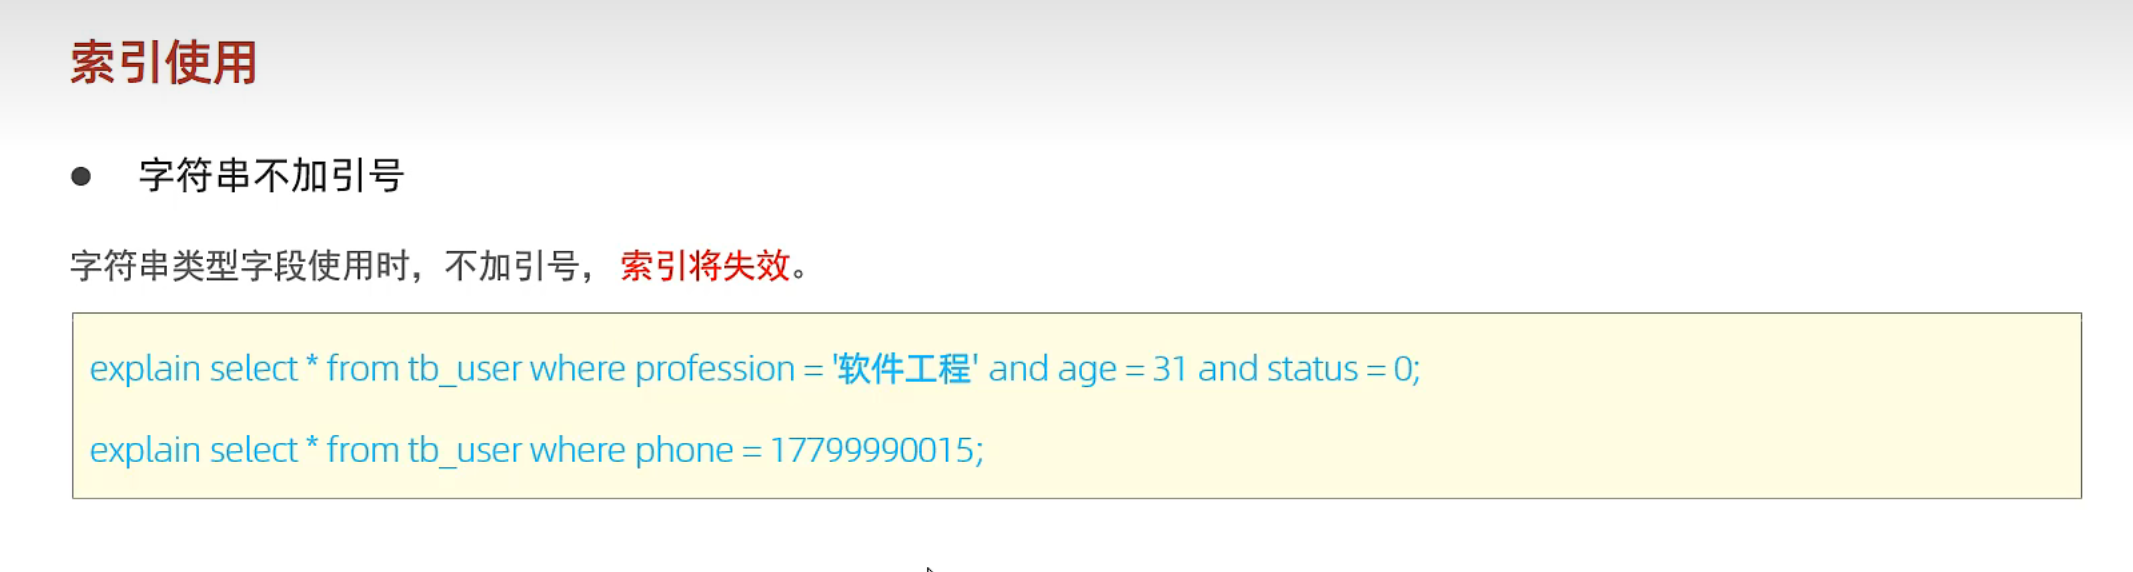 索引使用
● 字符串不加引号
字符串类型字段使用时，不加引号，索引将失效。
explain select * from tb_user where profession = '软件工程' and age = 31 and status = 0;
explain select * from tb_user where phone = 17799990015;